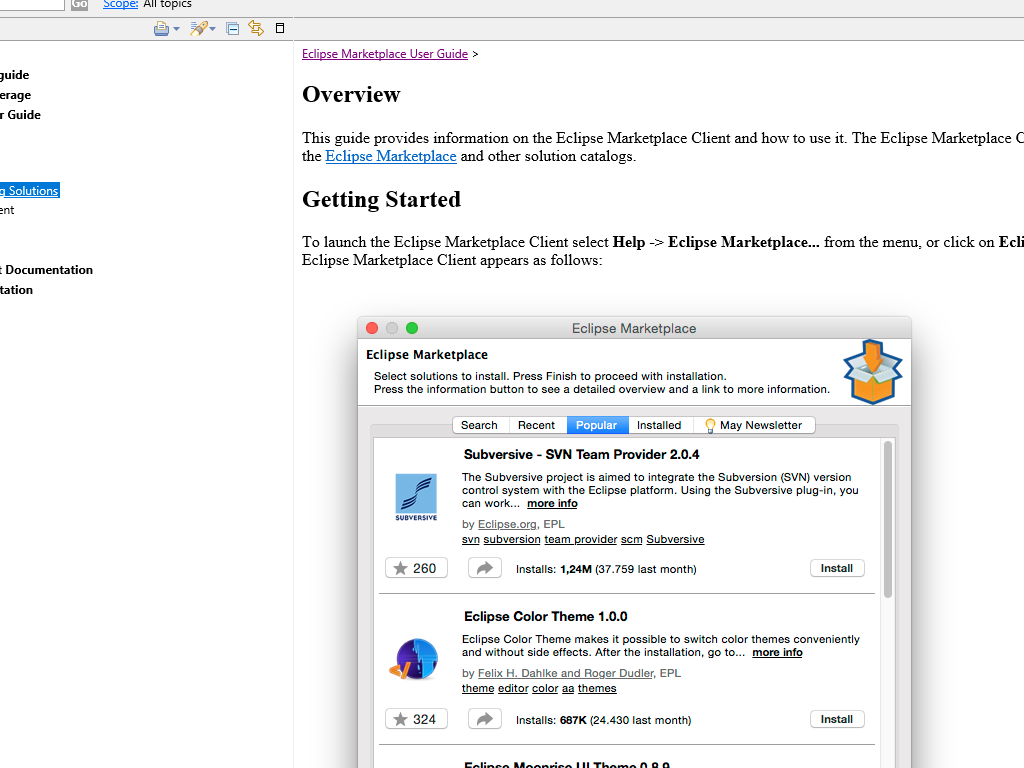 Go Scope: All topics
guide
erage
r Guide
g Solutions
ent
t Documentation
tation
Eclipse Marketplace User Guide >
Overview
This guide provides information on the Eclipse Marketplace Client and how to use it. The Eclipse Marketplace C
the Eclipse Marketplace and other solution catalogs.
Getting Started
To launch the Eclipse Marketplace Client select Help -> Eclipse Marketplace... from the menu, or click on Ecli
Eclipse Marketplace Client appears as follows:
Eclipse Marketplace
Eclipse Marketplace
Select solutions to install. Press Finish to proceed with installation.
Press the information button to see a detailed overview and a link to more information.
Search Recent Popular Installed May Newsletter
Subversive - SVN Team Provider 2.0.4
The Subversive project is aimed to integrate the Subversion (SVN) version
control system with the Eclipse platform. Using the Subversive plug-in, you
can work... more info
SUBVERSIVE
by Eclipse.org, EPL
svn subversion team provider scm Subversive
260 Installs: 1,24M (37.759 last month) Install
Eclipse Color Theme 1.0.0
Eclipse Color Theme makes it possible to switch color themes conveniently
and without side effects. After the installation, go to... more info
by Felix H. Dahlke and Roger Dudler, EPL
theme editor color aa themes
324 Installs: 687K (24.430 last month) Install
Eclipse Moonrise UI Theme 0.8.9